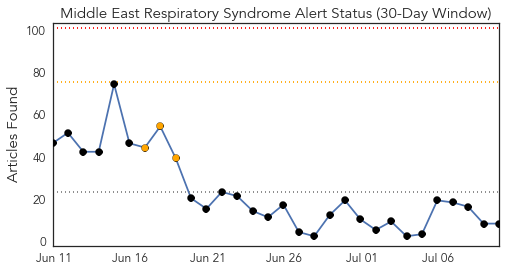 Middle East Respiratory Syndrome Alert Status (30-Day Window)
Articles Found
100
80
60
40
20
0
Jun 11
Jun 16
Jun 21
Jun 26
Jul 01
Jul 06